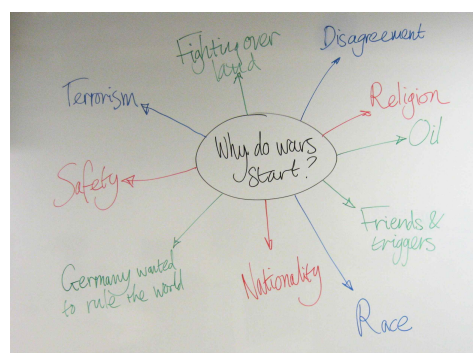 Why do wars
start?
Fighting over
land
Disagreement
Religion
Oil
Friends &
triggers
Race
Nationality
Germany wanted
to rule the world
Safety
Terrorism